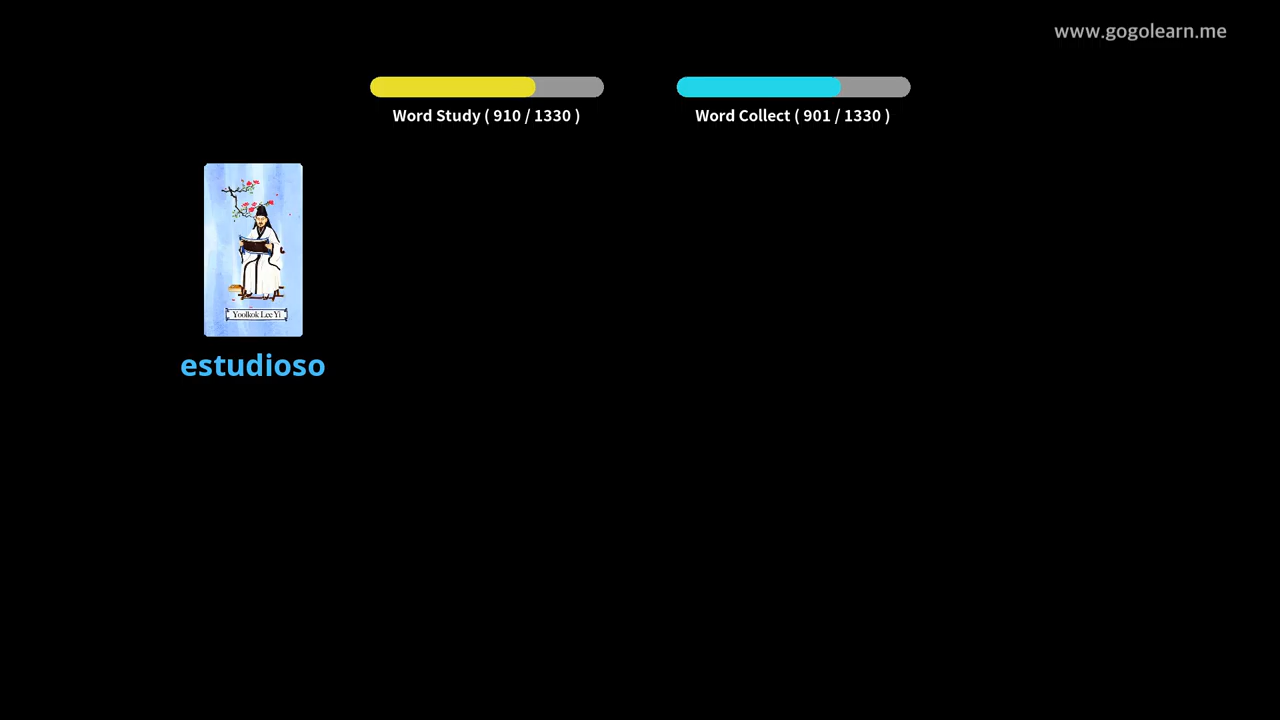 www.gogolearn.me
Word Study ( 910 / 1330 )
Word Collect ( 901 / 1330 )
Yoolkok Lee Yi
estudioso